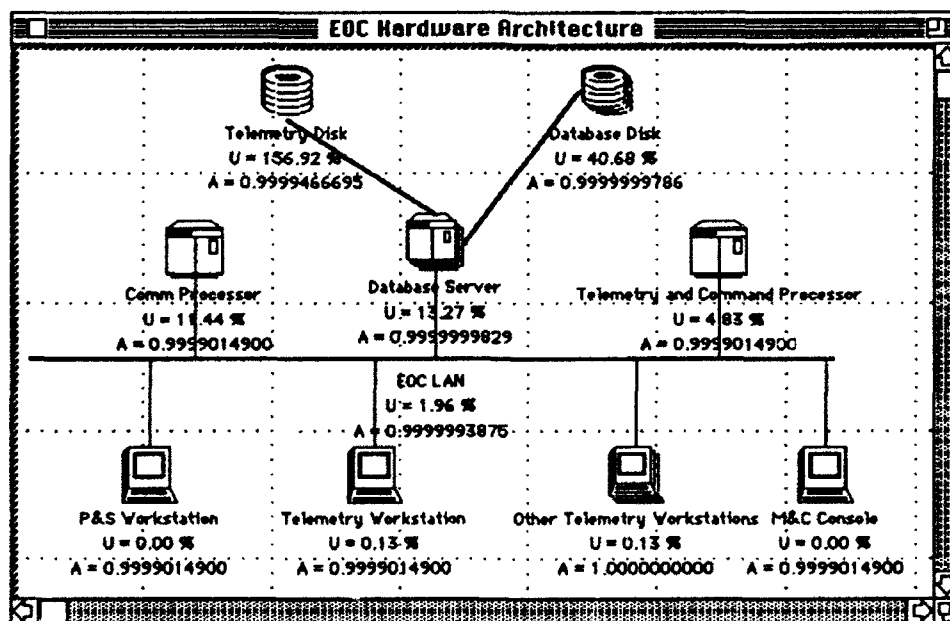 EOC Hardware Architecture
Telemetry Disk
U = 156.92 %
A = 0.9999466695
Database Disk
U = 40.68 %
A = 0.9999999786
Comm Processor
U = 11.44 %
A = 0.9999014900
Database Server
U = 13.27 %
A = 0.9999999829
Telemetry and Command Processor
U = 4.83 %
A = 0.9999014900
EOC LAN
U = 1.96 %
A = 0.9999993875
P&S Workstation
U = 0.00 %
A = 0.9999014900
Telemetry Workstation
U = 0.13 %
A = 0.9999014900
Other Telemetry Workstations
U = 0.13 %
A = 1.0000000000
M&C Console
U = 0.00 %
A = 0.9999014900